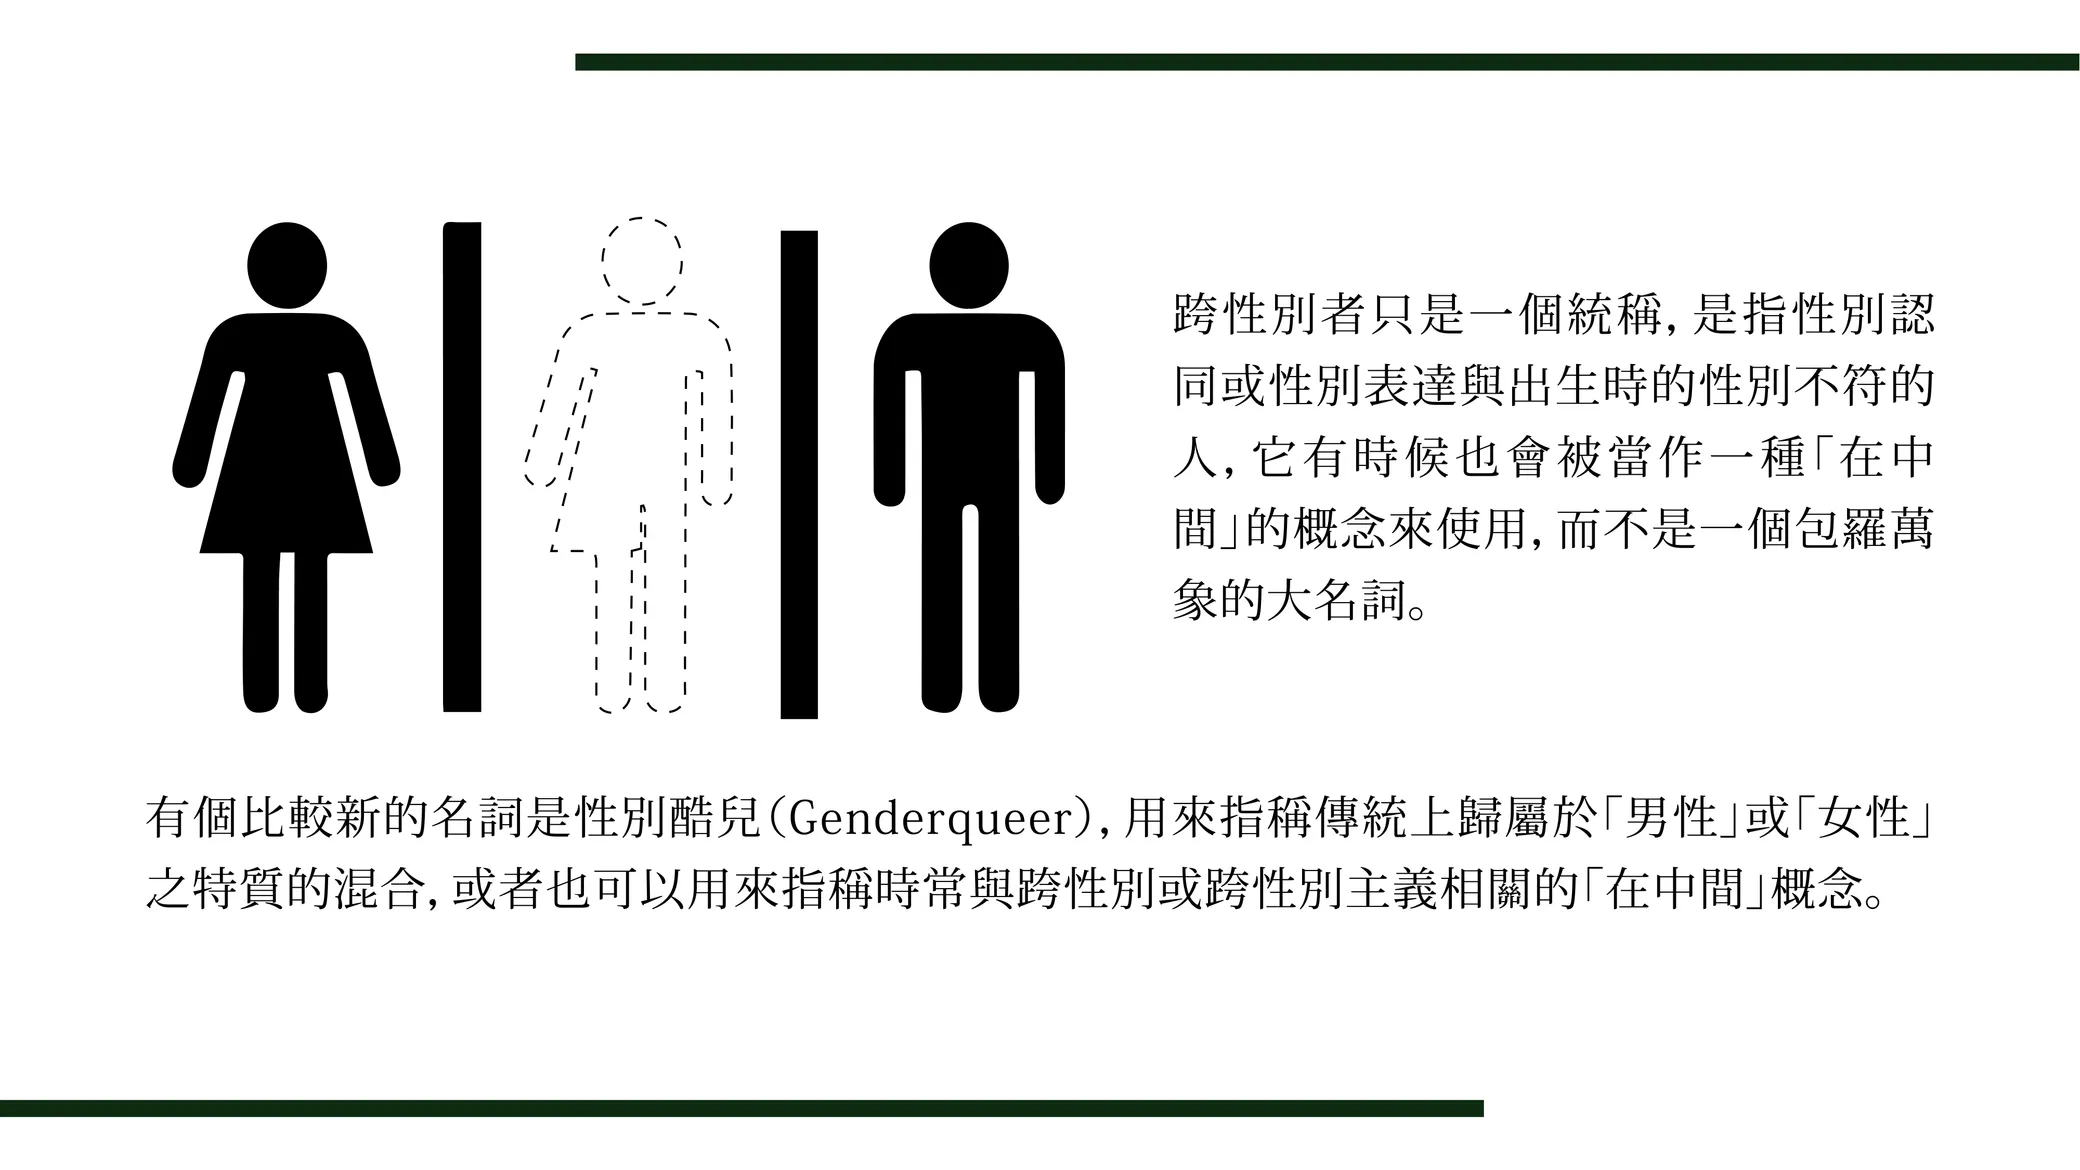 跨性別者只是一個統稱，是指性別認
同或性別表達與出生時的性別不符的
人，它有時候也會被當作一種「在中
間」的概念來使用，而不是一個包羅萬
象的大名詞。
有個比較新的名詞是性別酷兒（Genderqueer），用來指稱傳統上歸屬於「男性」或「女性」
之特質的混合，或者也可以用來指稱時常與跨性別或跨性別主義相關的「在中間」概念。